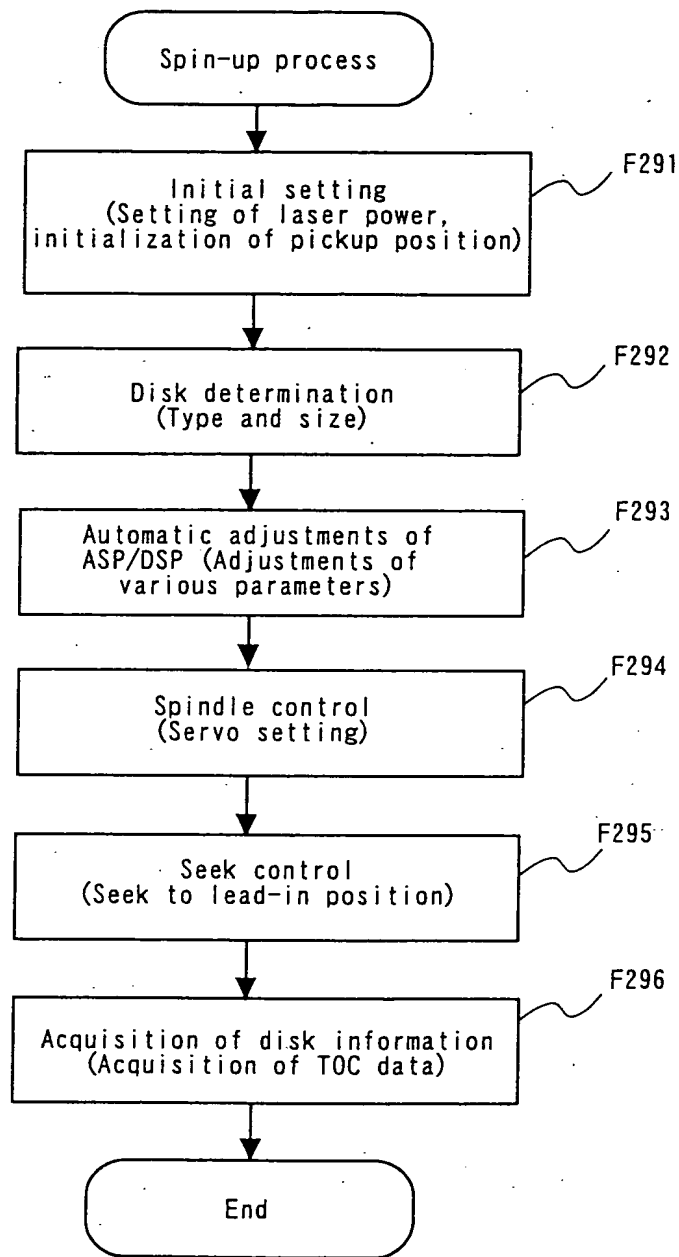 Spin-up process
F291
Initial setting
(Setting of laser power,
initialization of pickup position)
F292
Disk determination
(Type and size)
F293
Automatic adjustments of
ASP/DSP (Adjustments of
various parameters)
F294
Spindle control
(Servo setting)
F295
Seek control
(Seek to lead-in position)
F296
Acquisition of disk information
(Acquisition of TOC data)
End